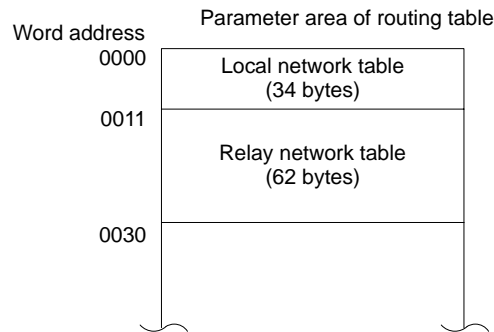 Parameter area of routing table
Word address
0000
Local network table
(34 bytes)
0011
Relay network table
(62 bytes)
0030